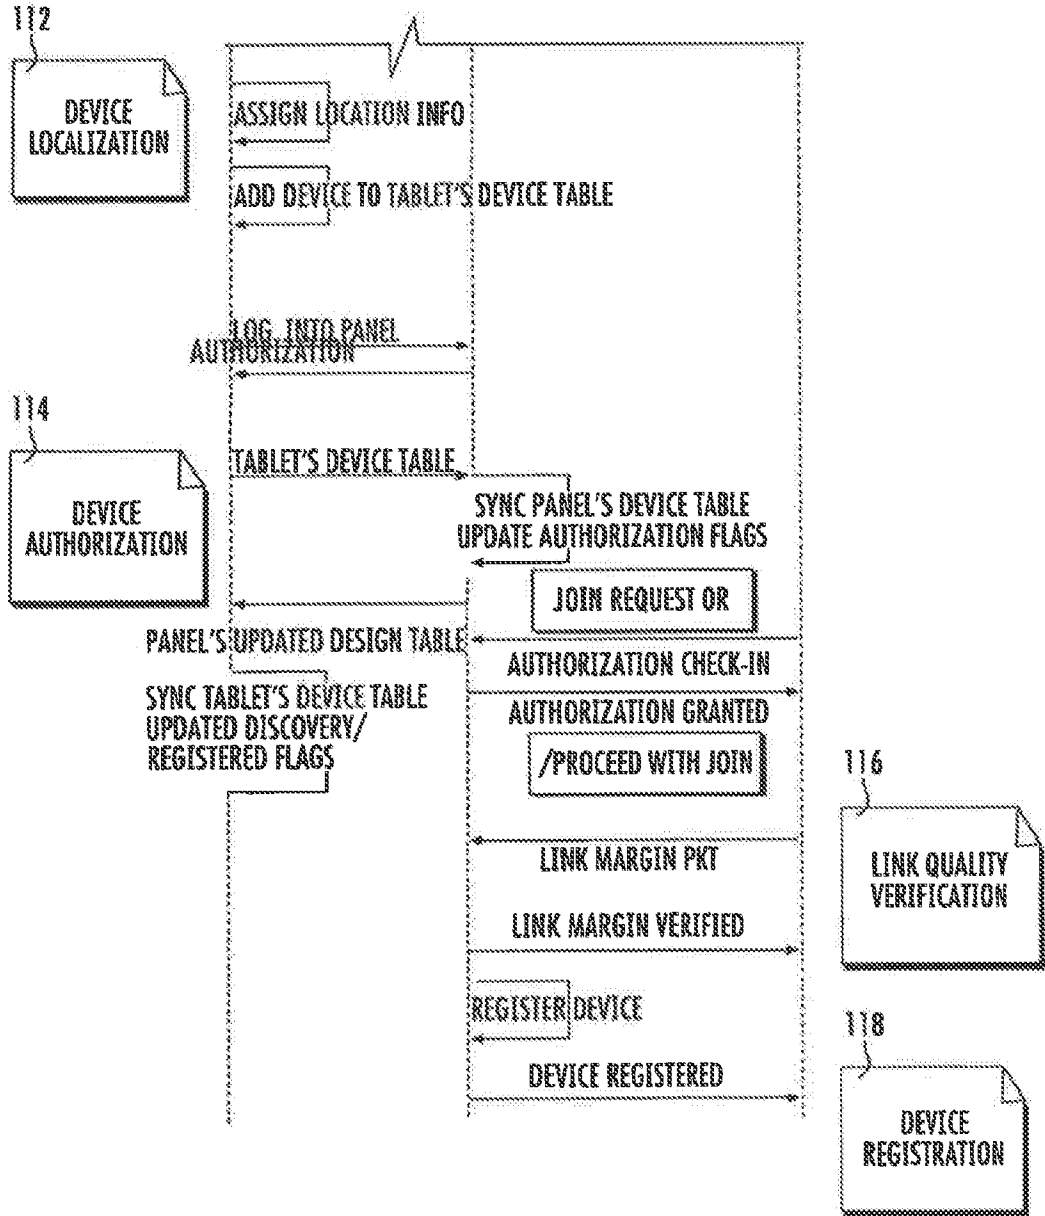 112
DEVICE
LOCALIZATION
ASSIGN LOCATION INFO
ADD DEVICE TO TABLET'S DEVICE TABLE
LOG INTO PANEL
AUTHORIZATION
114
DEVICE
AUTHORIZATION
TABLET'S DEVICE TABLE
SYNC PANEL'S DEVICE TABLE
UPDATE AUTHORIZATION FLAGS
JOIN REQUEST OR
PANEL'S UPDATED DESIGN TABLE
AUTHORIZATION CHECK-IN
SYNC TABLET'S DEVICE TABLE
UPDATED DISCOVERY/
REGISTERED FLAGS
AUTHORIZATION GRANTED
/PROCEED WITH JOIN
116
LINK QUALITY
VERIFICATION
LINK MARGIN PKT
LINK MARGIN VERIFIED
REGISTER DEVICE
118
DEVICE REGISTERED
DEVICE
REGISTRATION